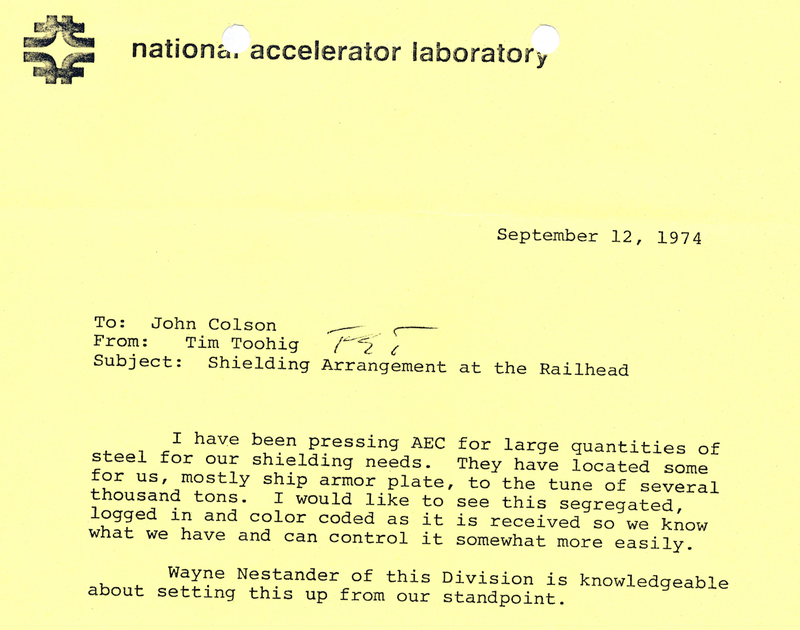 national accelerator laboratory
September 12, 1974
To: John Colson
From: Tim Toohig
Subject: Shielding Arrangement at the Railhead
I have been pressing AEC for large quantities of
steel for our shielding needs. They have located some
for us, mostly ship armor plate, to the tune of several
thousand tons. I would like to see this segregated,
logged in and color coded as it is received so we know
what we have and can control it somewhat more easily.
Wayne Nestander of this Division is knowledgeable
about setting this up from our standpoint.